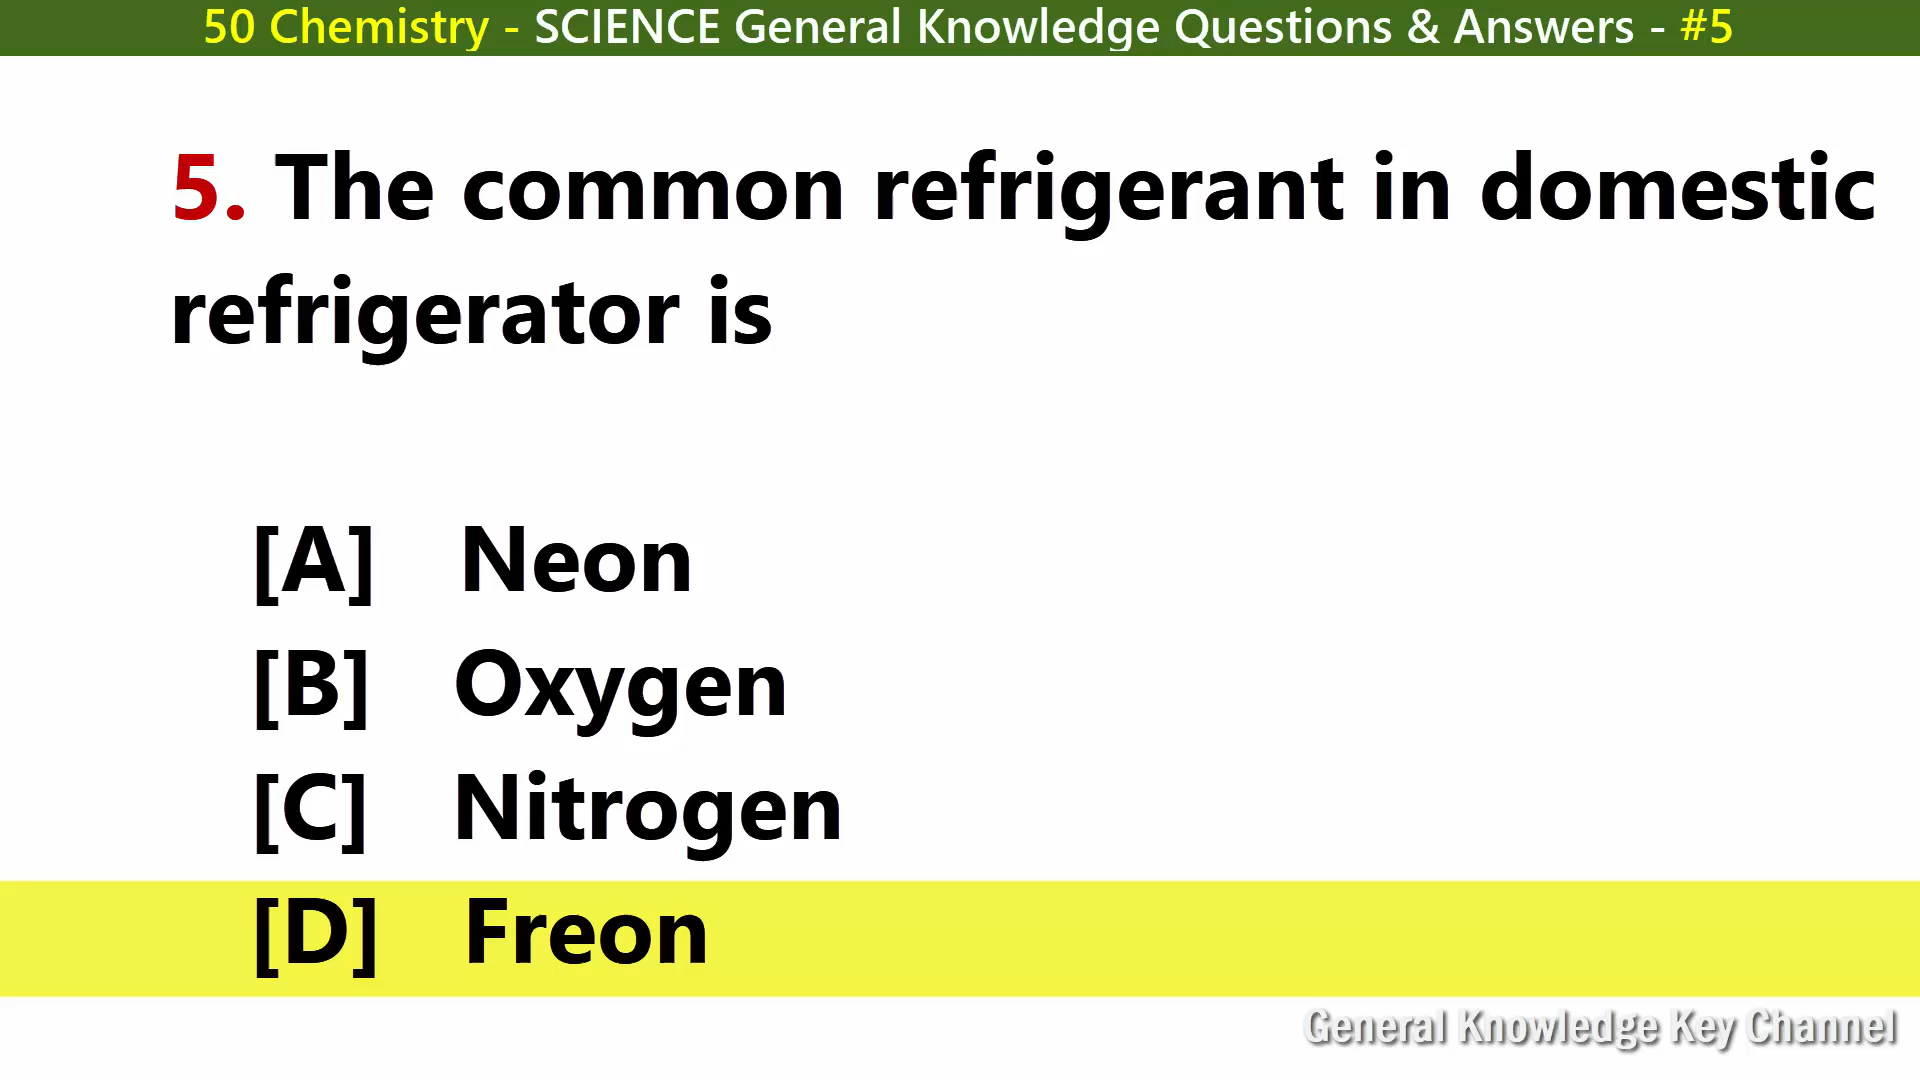 50 Chemistry - SCIENCE General Knowledge Questions & Answers - #5
5. The common refrigerant in domestic
refrigerator is
[A] Neon
[B] Oxygen
[C] Nitrogen
[D] Freon
General Knowledge Key Channel